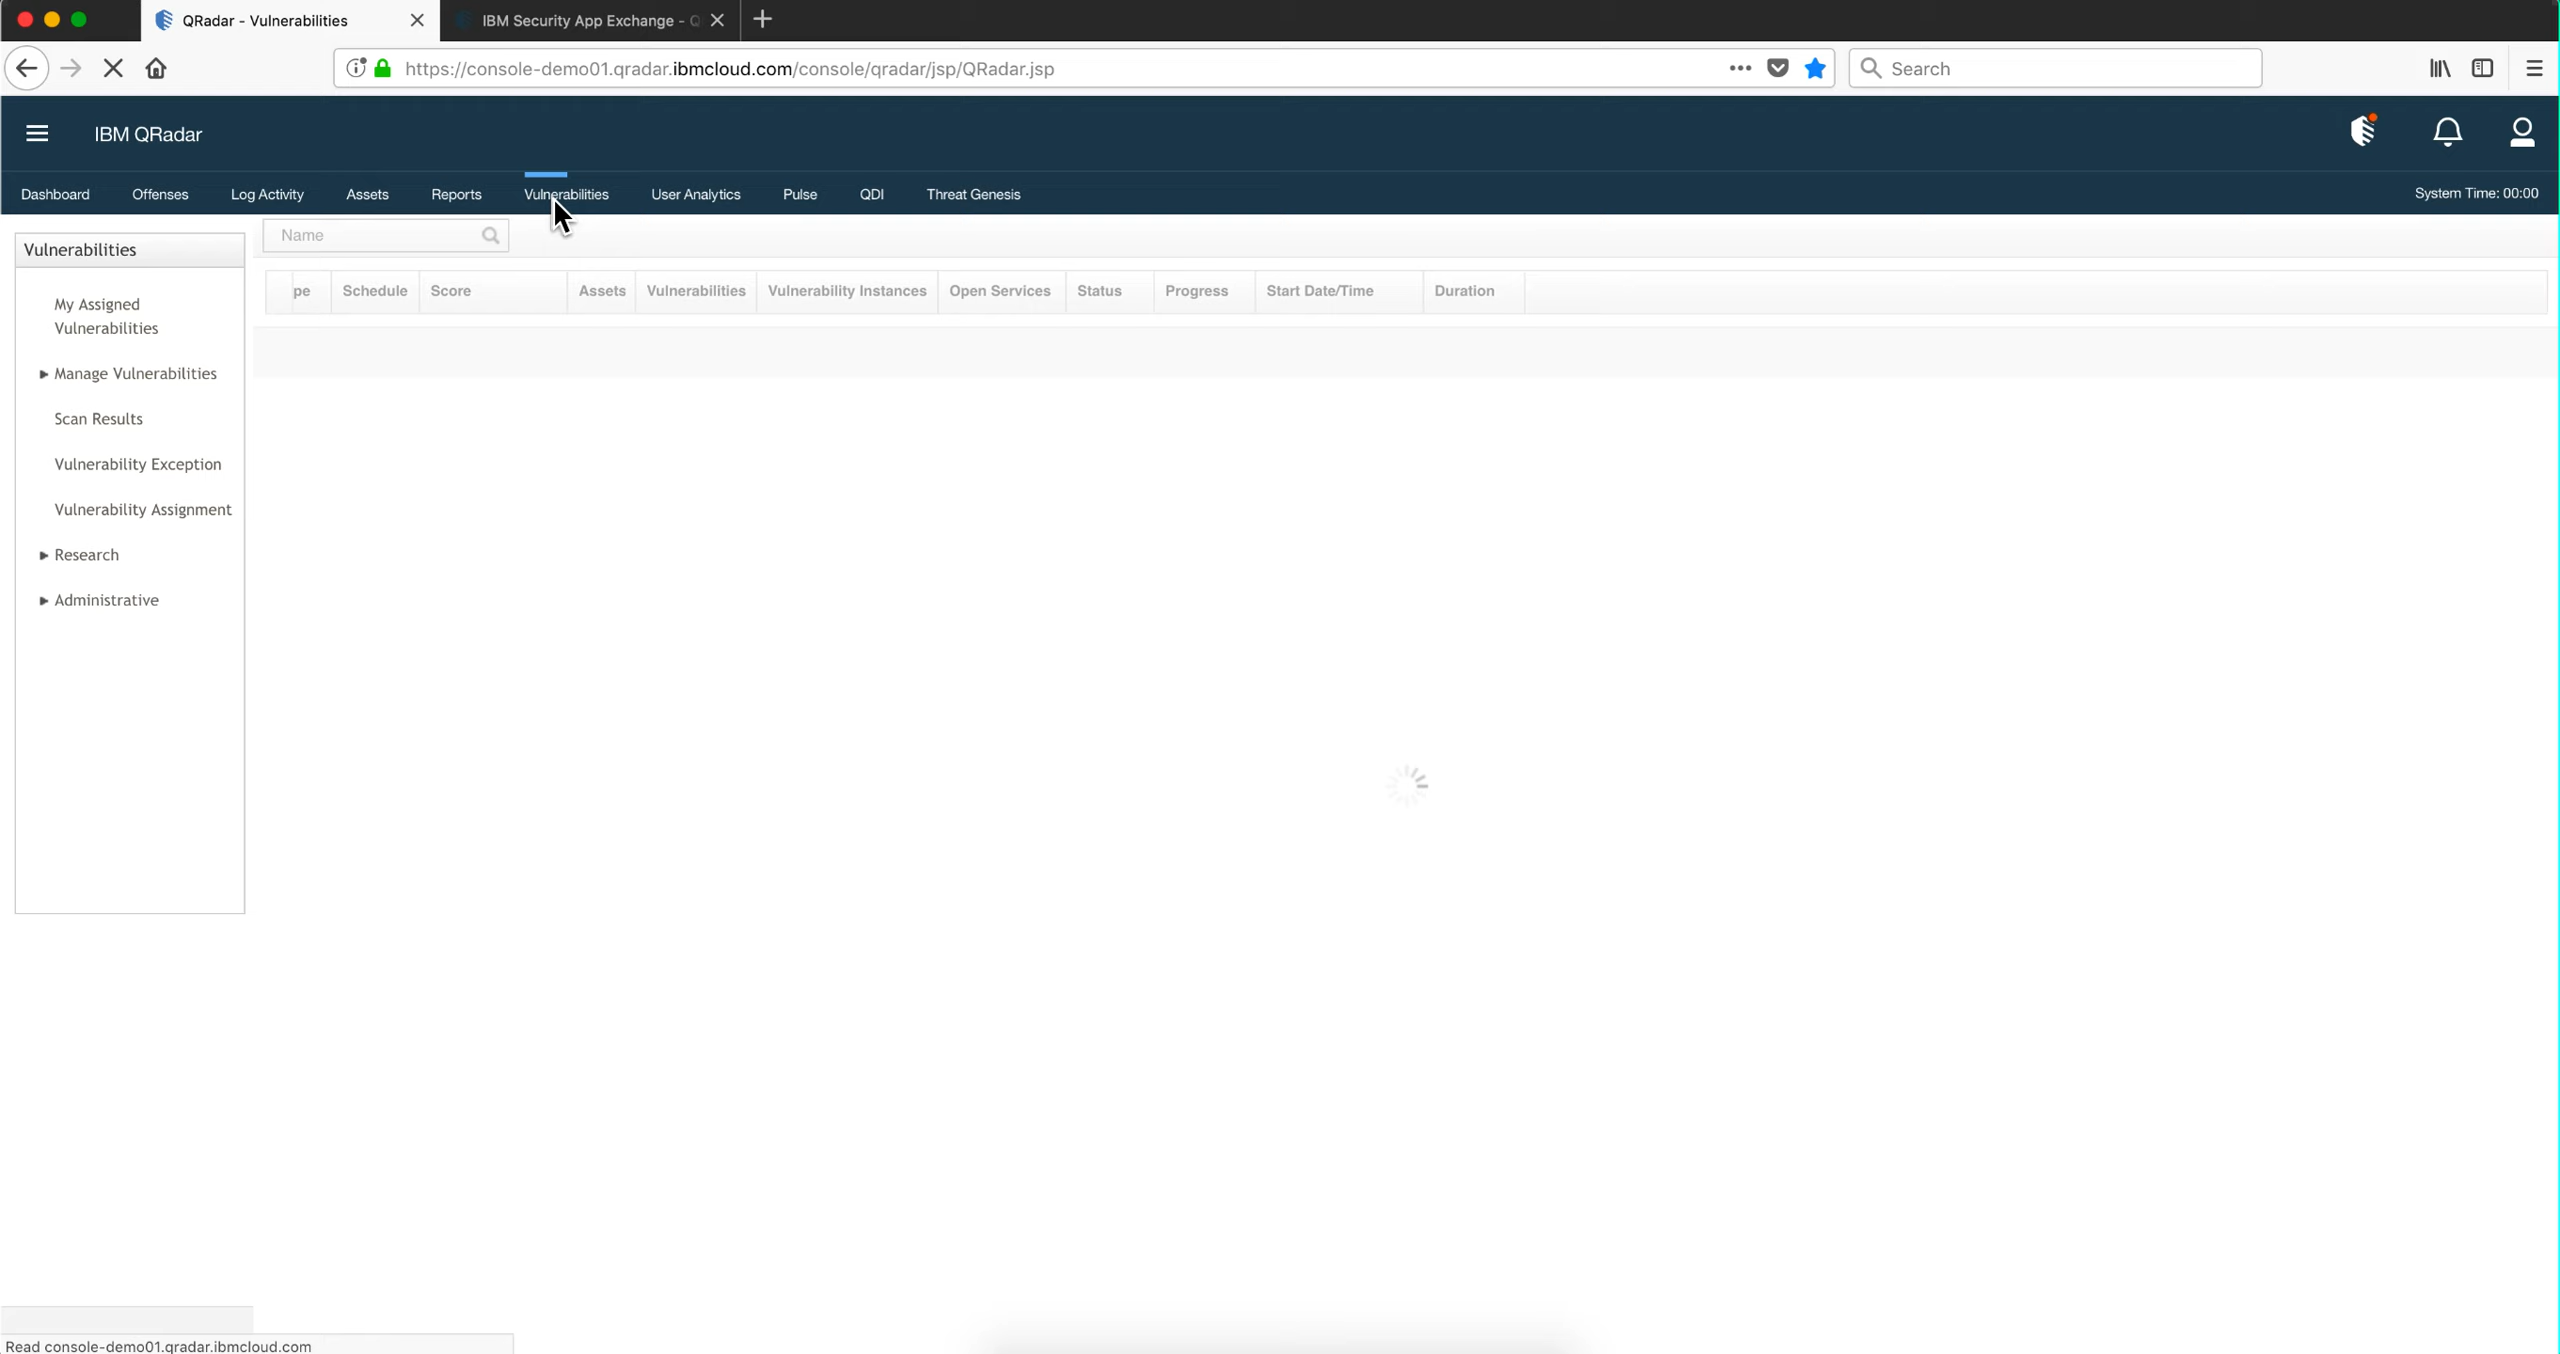 QRadar - Vulnerabilities
IBM Security App Exchange - Q
https://console-demo01.qradar.ibmcloud.com/console/qradar/jsp/QRadar.jsp
Search
IBM QRadar
Dashboard Offenses Log Activity Assets Reports Vulnerabilities User Analytics Pulse QDI Threat Genesis System Time: 00:00
Name
Vulnerabilities
pe Schedule Score Assets Vulnerabilities Vulnerability Instances Open Services Status Progress Start Date/Time Duration
My Assigned
Vulnerabilities
Manage Vulnerabilities
Scan Results
Vulnerability Exception
Vulnerability Assignment
Research
Administrative
Read console-demo01.qradar.ibmcloud.com